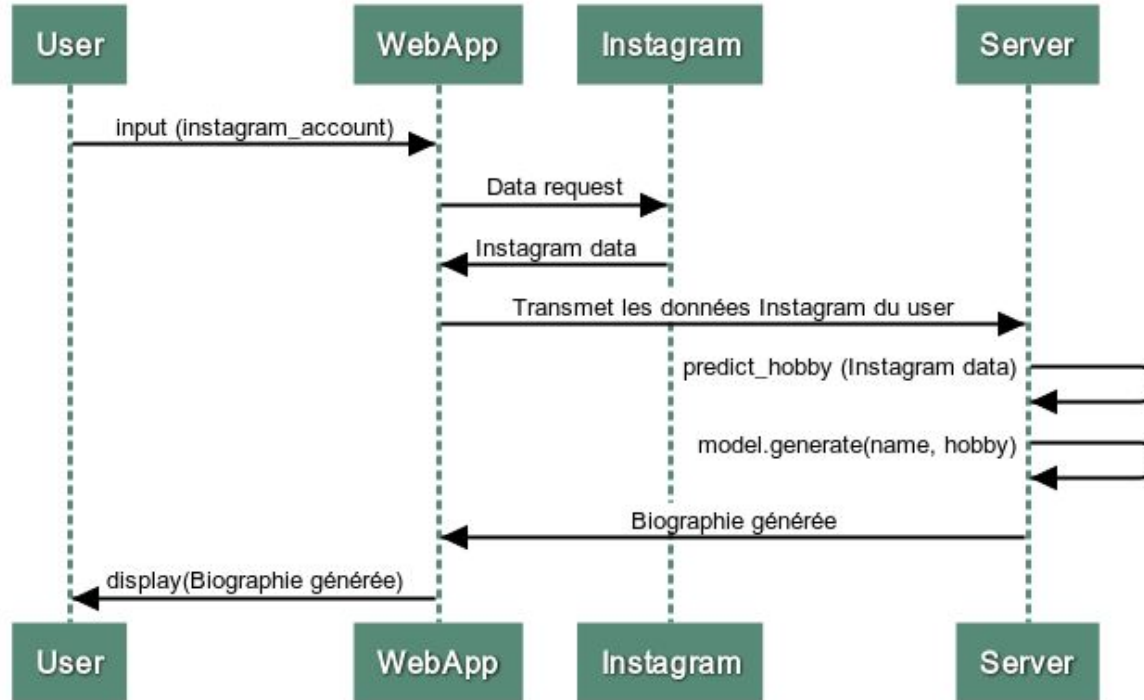 User
WebApp
Instagram
Server
input (instagram_account)
Data request
Instagram data
Transmet les données Instagram du user
predict_hobby (Instagram data)
model.generate(name, hobby)
Biographie générée
display(Biographie générée)
User
WebApp
Instagram
Server